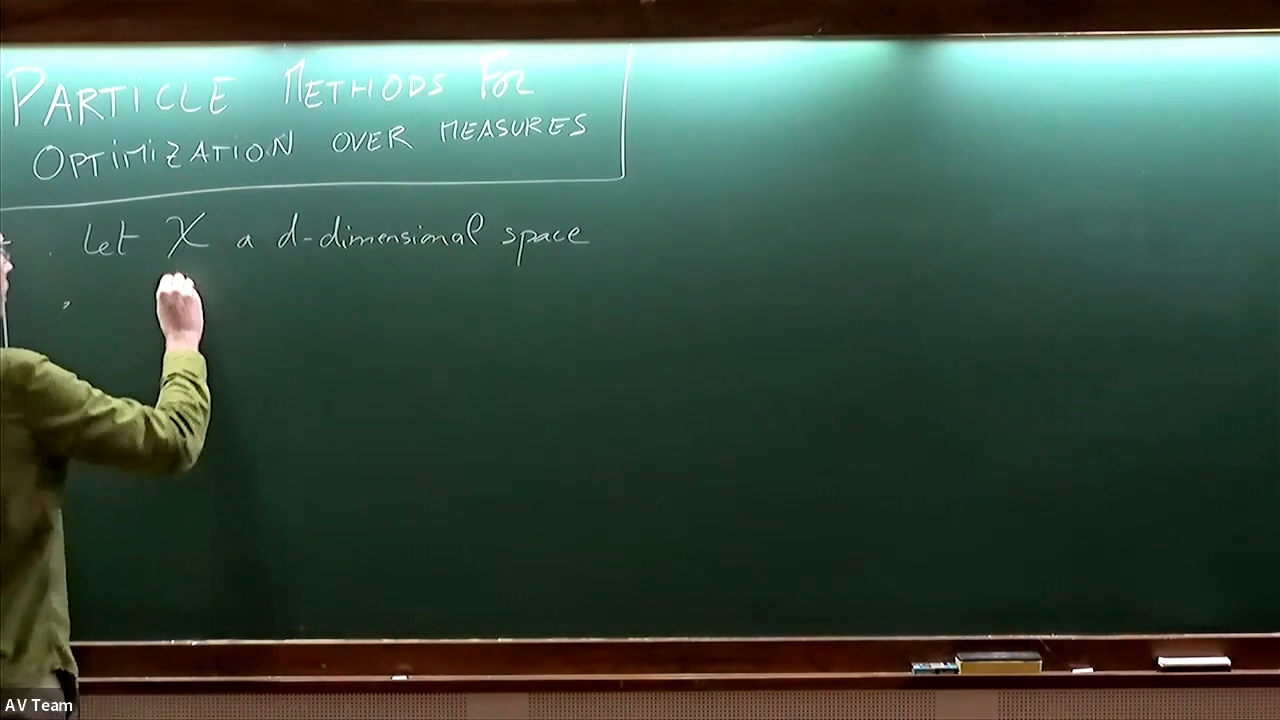 PARTICLE METHODS FOR
OPTIMIZATION OVER MEASURES
. Let X a d-dimensional space
AV Team